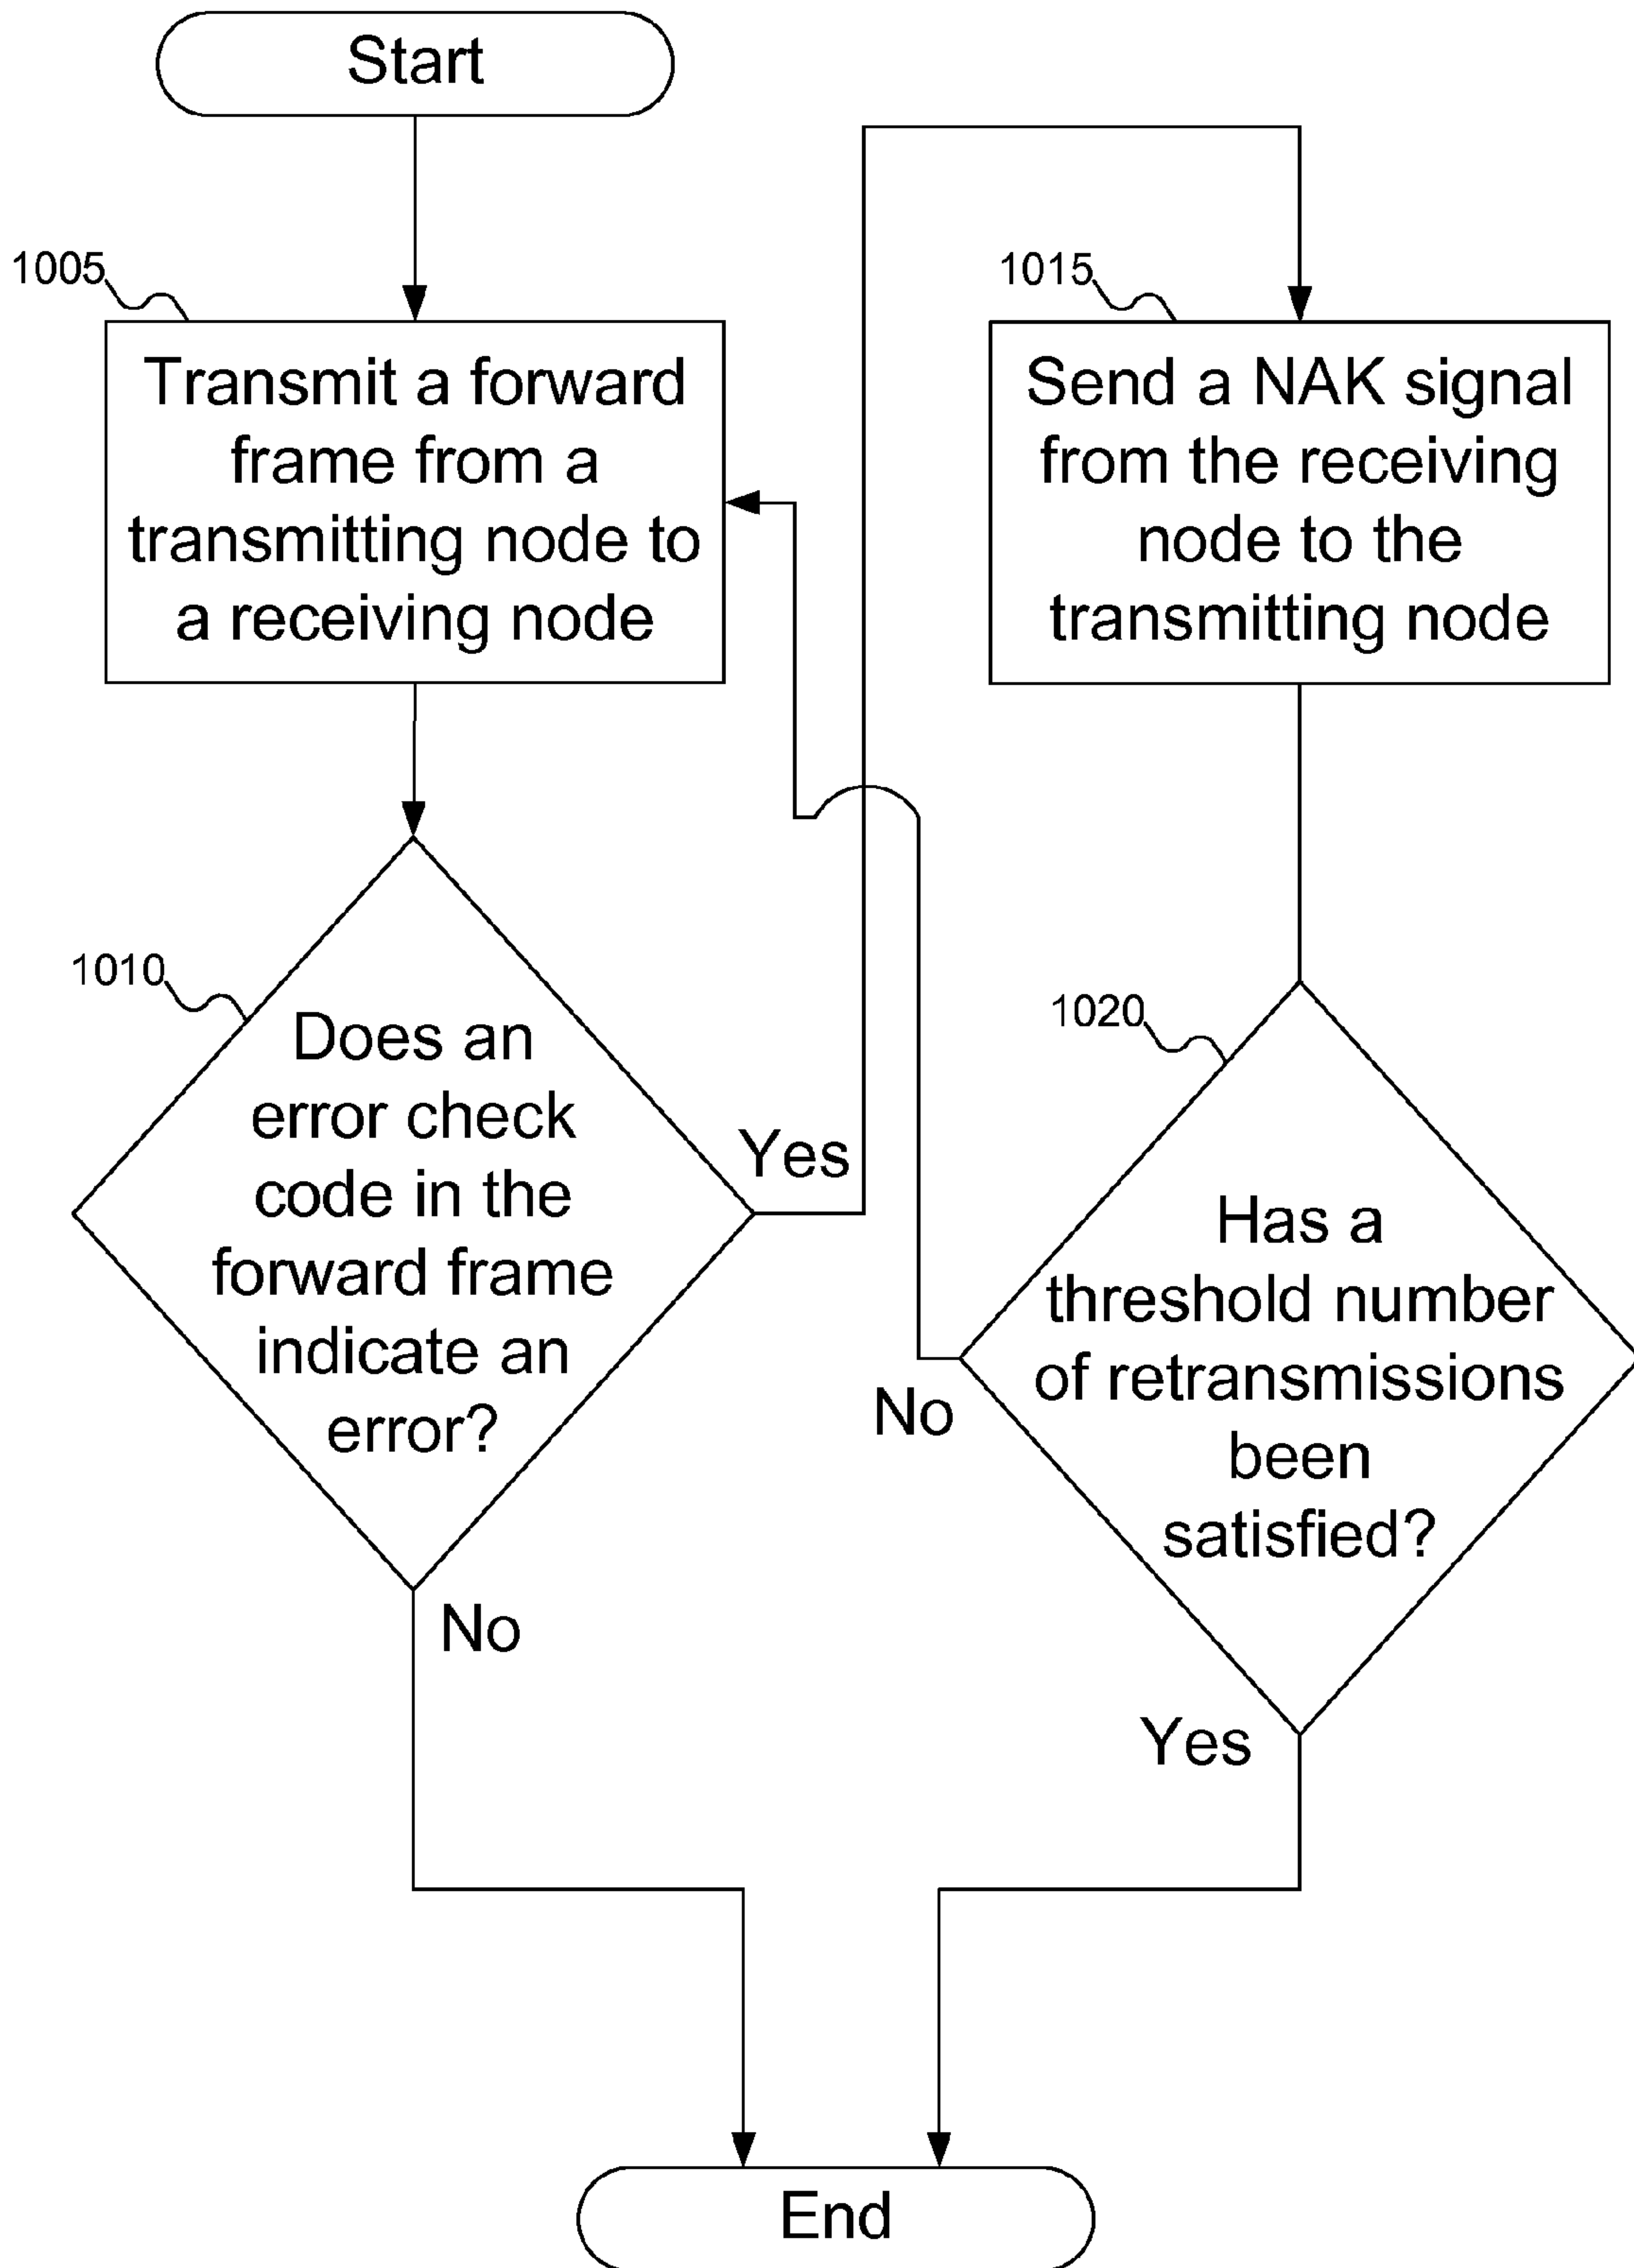 Start
1005
Transmit a forward
frame from a
transmitting node to
a receiving node
1010
Does an
error check
code in the
forward frame
indicate an
error?
Yes
No
1015
Send a NAK signal
from the receiving
node to the
transmitting node
1020
Has a
threshold number
of retransmissions
been
satisfied?
No
Yes
End